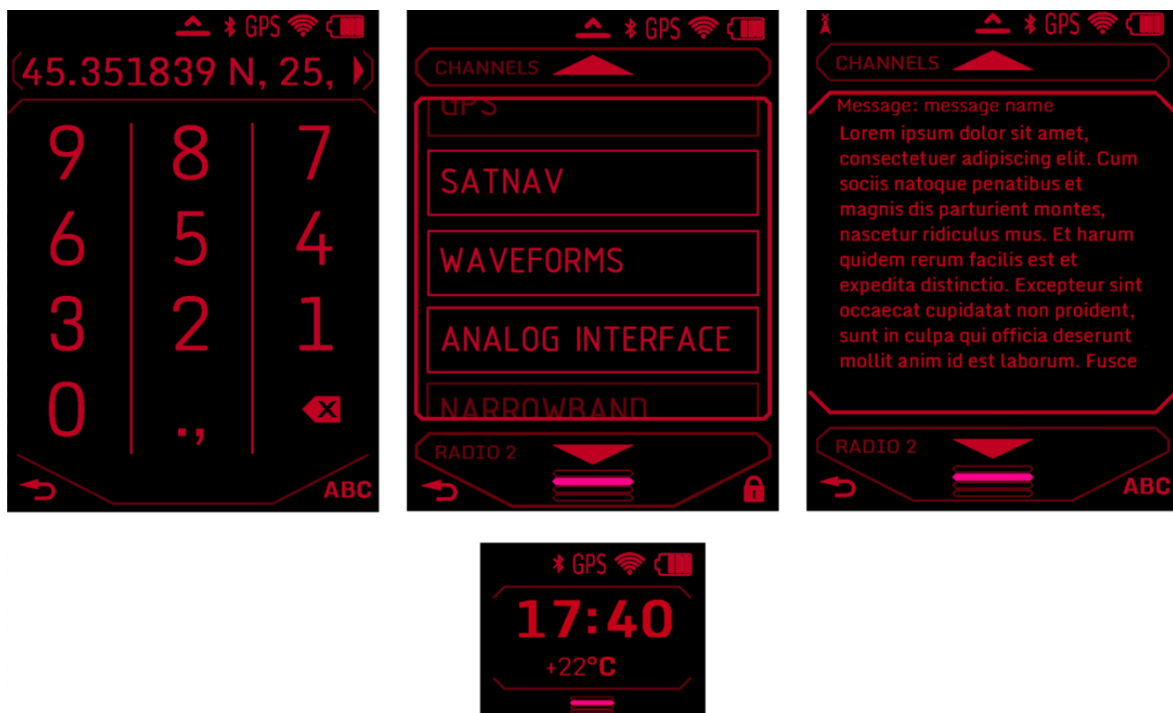 GPS
45.351839 N, 25,
9 8 7
6 5 4
3 2 1
0 .,
ABC
GPS
CHANNELS
GPS
SATNAV
WAVEFORMS
ANALOG INTERFACE
NARROWBAND
RADIO 2
GPS
CHANNELS
Message: message name
Lorem ipsum dolor sit amet,
consectetuer adipiscing elit. Cum
sociis natoque penatibus et
magnis dis parturient montes,
nascetur ridiculus mus. Et harum
quidem rerum facilis est et
expedita distinctio. Excepteur sint
occaecat cupidatat non proident,
sunt in culpa qui officia deserunt
mollit anim id est laborum. Fusce
RADIO 2
ABC
GPS
17:40
+22°C